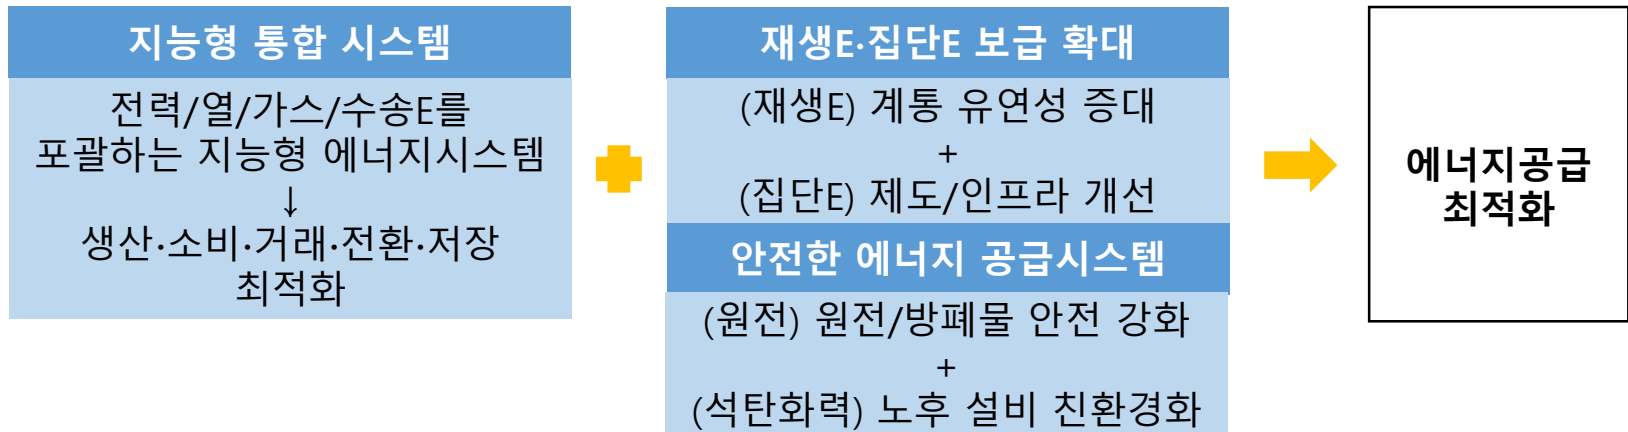 지능형 통합 시스템
전력/열/가스/수송E를
포괄하는 지능형 에너지시스템
↓
생산·소비·거래·전환·저장
최적화
재생E·집단E 보급 확대
(재생E) 계통 유연성 증대
+
(집단E) 제도/인프라 개선
안전한 에너지 공급시스템
(원전) 원전/방폐물 안전 강화
+
(석탄화력) 노후 설비 친환경화
에너지공급
최적화